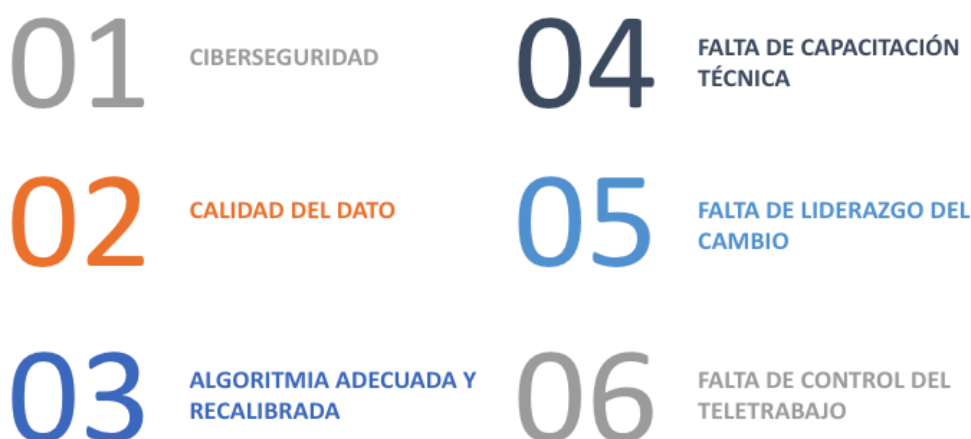 01
CIBERSEGURIDAD
02
CALIDAD DEL DATO
03
ALGORITMIA ADECUADA Y
RECALIBRADA
04
FALTA DE CAPACITACIÓN
TÉCNICA
05
FALTA DE LIDERAZGO DEL
CAMBIO
06
FALTA DE CONTROL DEL
TELETRABAJO